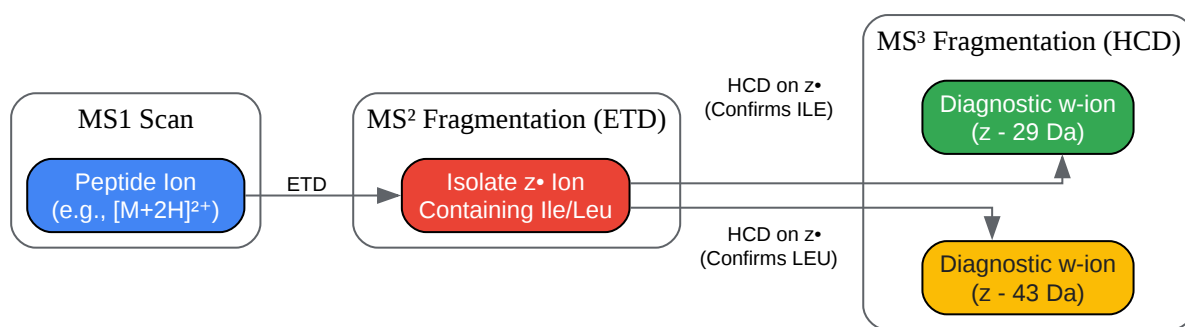 MS1 Scan
Peptide Ion
(e.g., [M+2H]²⁺)
ETD
MS² Fragmentation (ETD)
Isolate z• Ion
Containing Ile/Leu
HCD on z•
(Confirms ILE)
HCD on z•
(Confirms LEU)
MS³ Fragmentation (HCD)
Diagnostic w-ion
(z - 29 Da)
Diagnostic w-ion
(z - 43 Da)